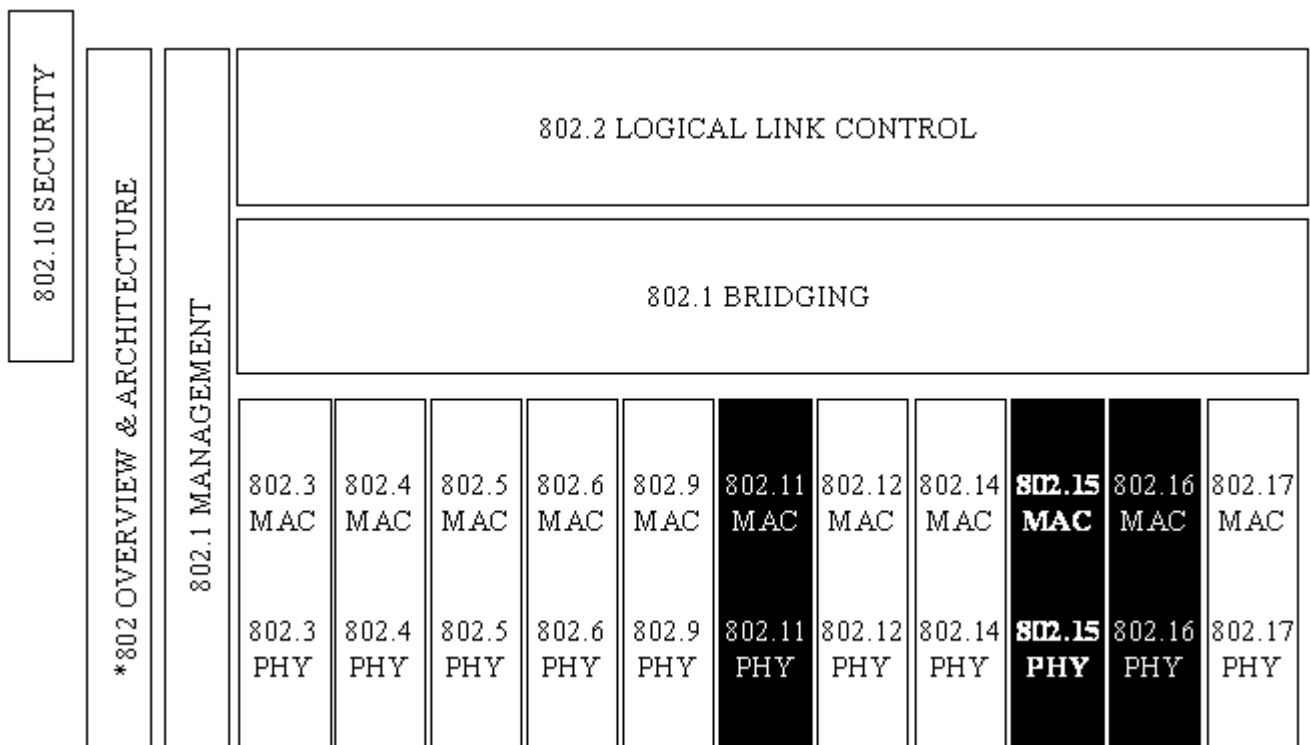 802.10 SECURITY
*802 OVERVIEW & ARCHITECTURE
802.1 MANAGEMENT
802.2 LOGICAL LINK CONTROL
802.1 BRIDGING
802.3 MAC
802.4 MAC
802.5 MAC
802.6 MAC
802.9 MAC
802.11 MAC
802.12 MAC
802.14 MAC
802.15 MAC
802.16 MAC
802.17 MAC
802.3 PHY
802.4 PHY
802.5 PHY
802.6 PHY
802.9 PHY
802.11 PHY
802.12 PHY
802.14 PHY
802.15 PHY
802.16 PHY
802.17 PHY